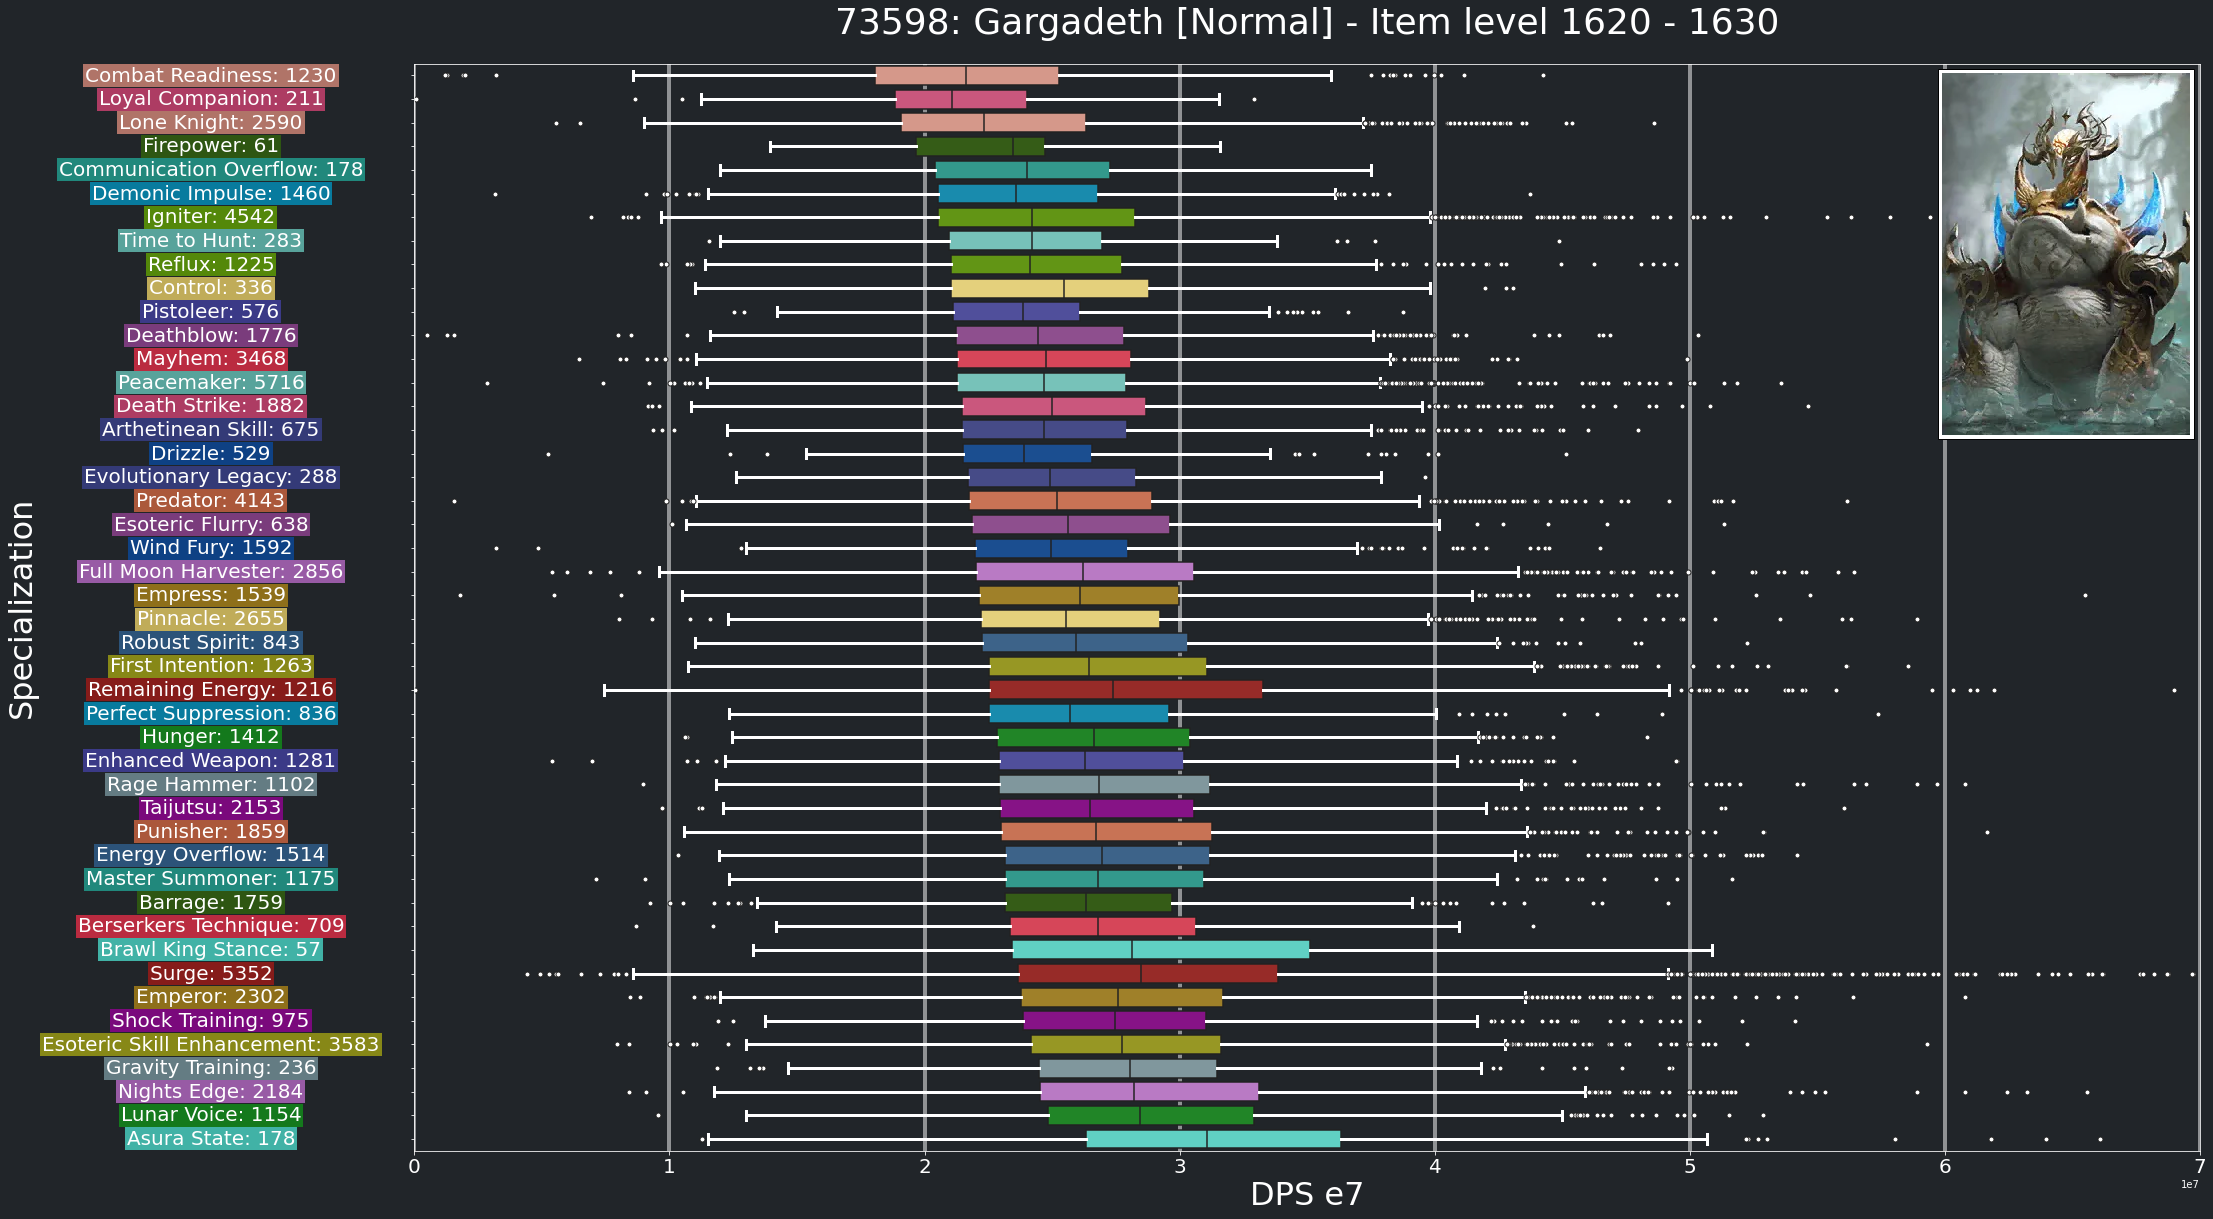 73598: Gargadeth [Normal] - Item level 1620 - 1630
Specialization
Combat Readiness: 1230
Loyal Companion: 211
Lone Knight: 2590
Firepower: 61
Communication Overflow: 178
Demonic Impulse: 1460
Igniter: 4542
Time to Hunt: 283
Reflux: 1225
Control: 336
Pistoleer: 576
Deathblow: 1776
Mayhem: 3468
Peacemaker: 5716
Death Strike: 1882
Arthetinean Skill: 675
Drizzle: 529
Evolutionary Legacy: 288
Predator: 4143
Esoteric Flurry: 638
Wind Fury: 1592
Full Moon Harvester: 2856
Empress: 1539
Pinnacle: 2655
Robust Spirit: 843
First Intention: 1263
Remaining Energy: 1216
Perfect Suppression: 836
Hunger: 1412
Enhanced Weapon: 1281
Rage Hammer: 1102
Taijutsu: 2153
Punisher: 1859
Energy Overflow: 1514
Master Summoner: 1175
Barrage: 1759
Berserkers Technique: 709
Brawl King Stance: 57
Surge: 5352
Emperor: 2302
Shock Training: 975
Esoteric Skill Enhancement: 3583
Gravity Training: 236
Nights Edge: 2184
Lunar Voice: 1154
Asura State: 178
0 1 2 3 4 5 6 7
1e7
DPS e7